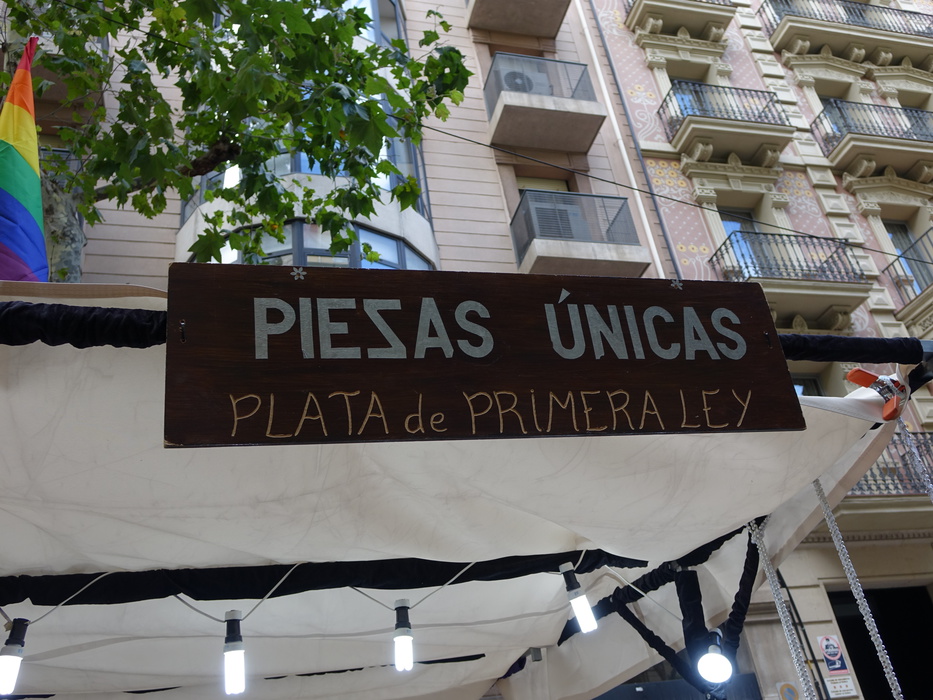 PIEZAS ÚNICAS
PLATA de PRIMERA LEY